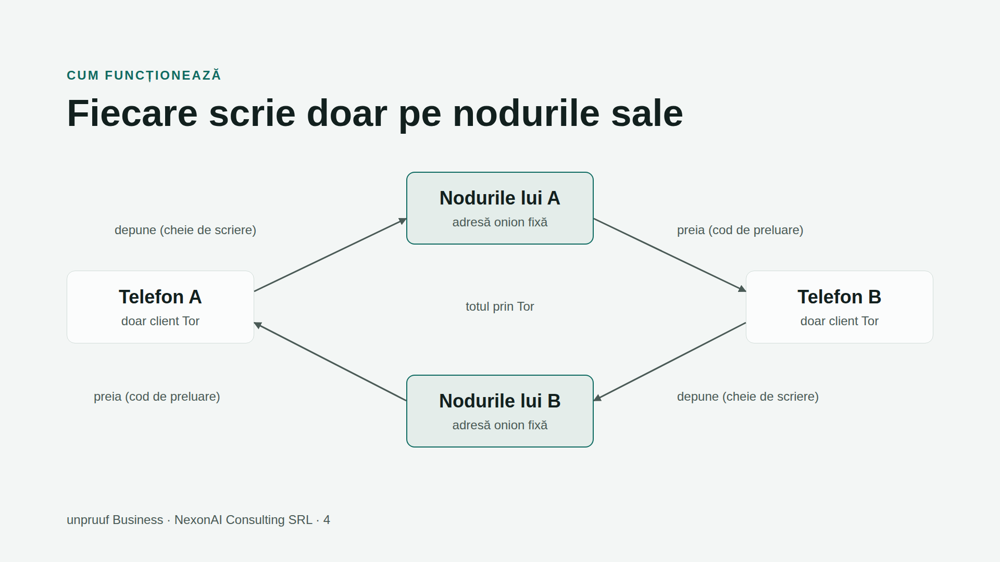 CUM FUNCȚIONEAZĂ
Fiecare scrie doar pe nodurile sale
Nodurile lui A
adresă onion fixă
depune (cheie de scriere)
preia (cod de preluare)
Telefon A
doar client Tor
totul prin Tor
Telefon B
doar client Tor
preia (cod de preluare)
Nodurile lui B
adresă onion fixă
depune (cheie de scriere)
unpruuf Business · NexonAI Consulting SRL · 4